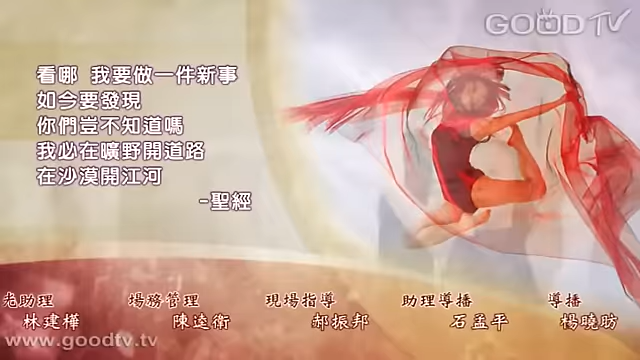 GOODTV
看哪 我要做一件新事
如今要發現
你們豈不知道嗎
我必在曠野開道路
在沙漠開江河
-聖經
光助理 場務管理 現場指導 助理導播 導播
林建樺 陳逵衛 郝振邦 石孟平 楊曉昉
www.goodtv.tv